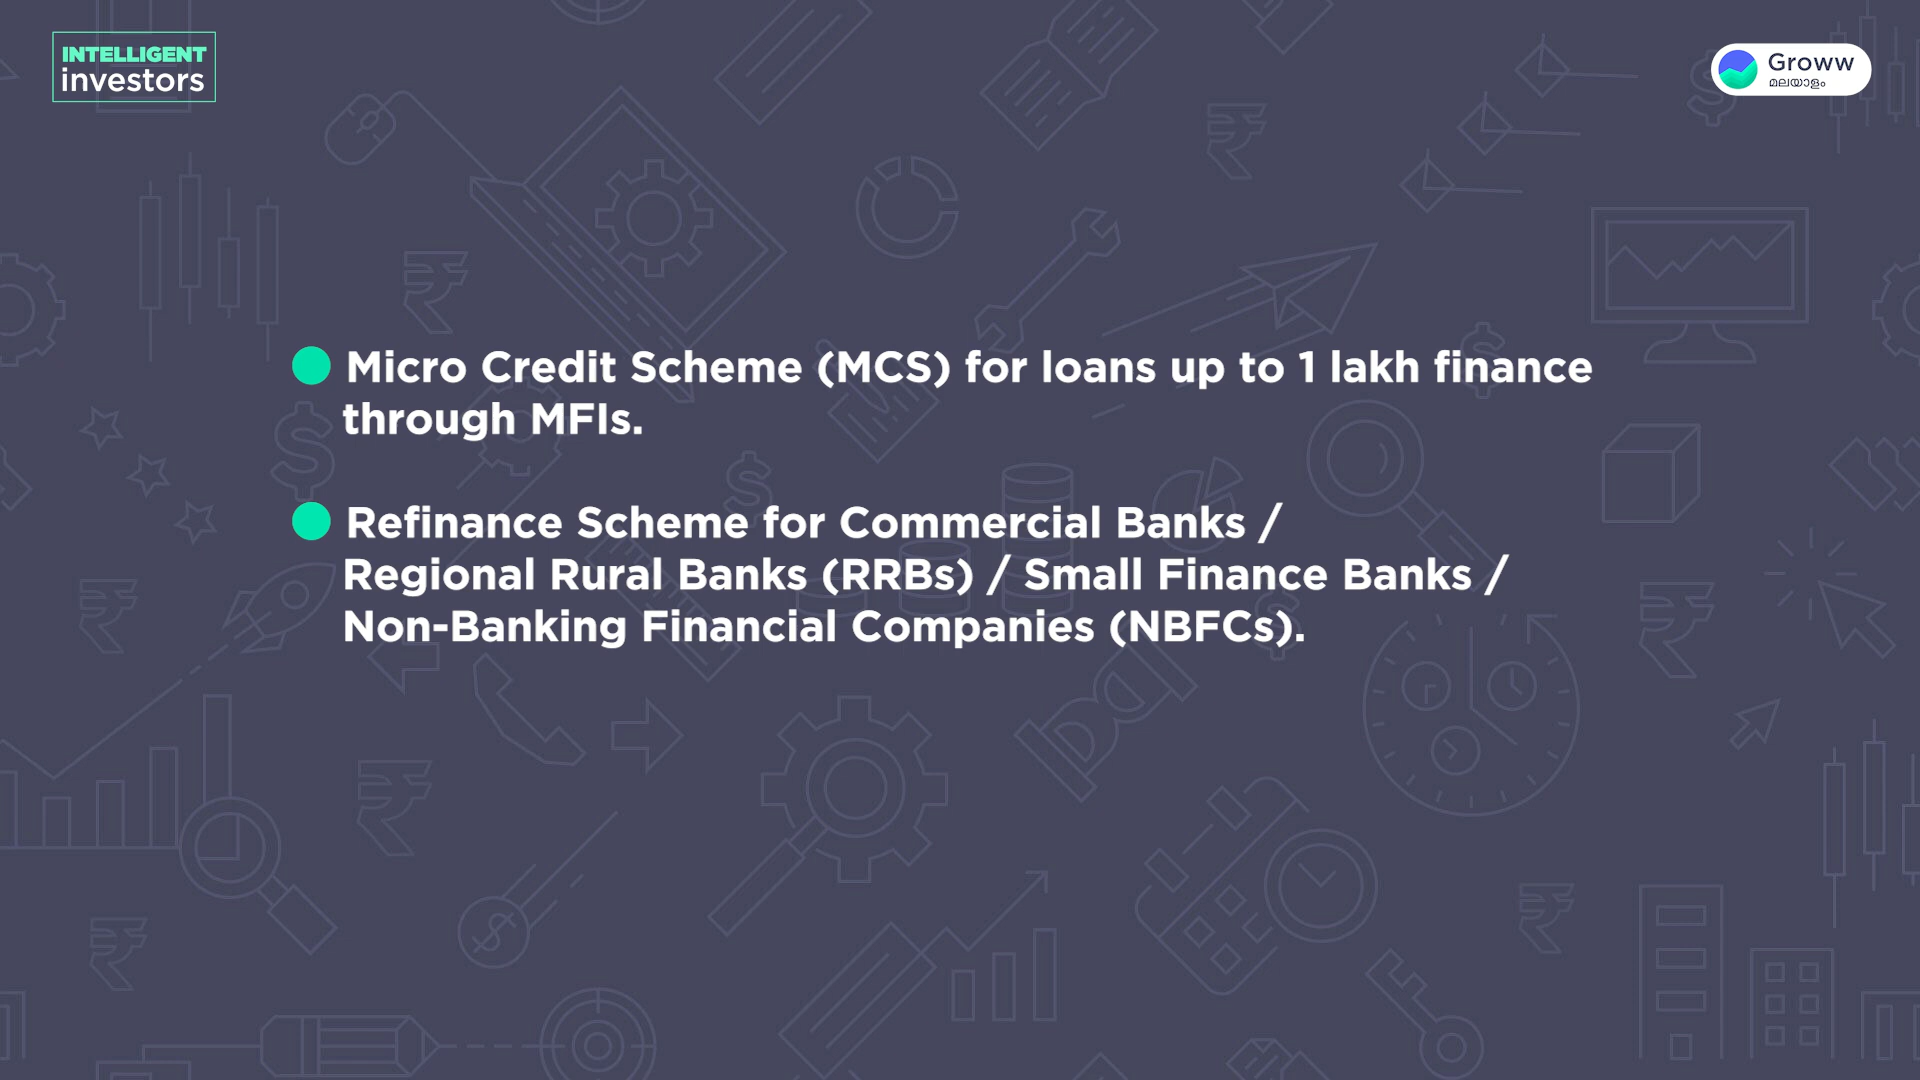 INTELLIGENT
investors
Groww
മലയാളം
Micro Credit Scheme (MCS) for loans up to 1 lakh finance
through MFIs.
Refinance Scheme for Commercial Banks /
Regional Rural Banks (RRBs) / Small Finance Banks /
Non-Banking Financial Companies (NBFCs).